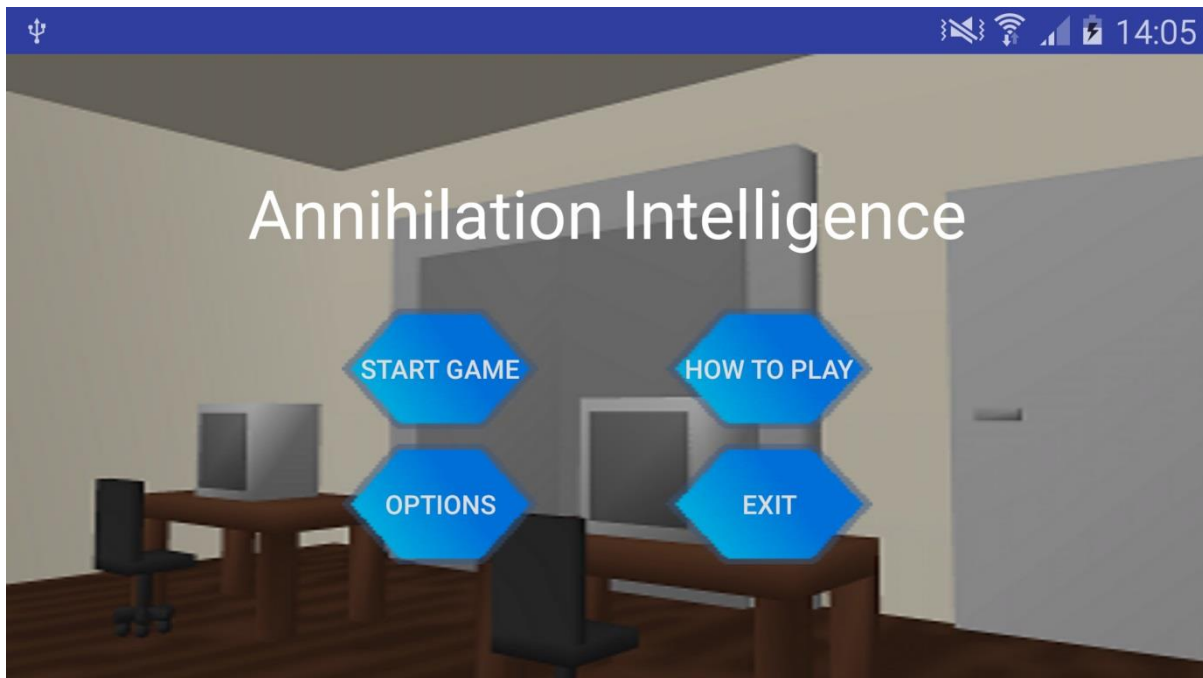 14:05
Annihilation Intelligence
START GAME
HOW TO PLAY
OPTIONS
EXIT